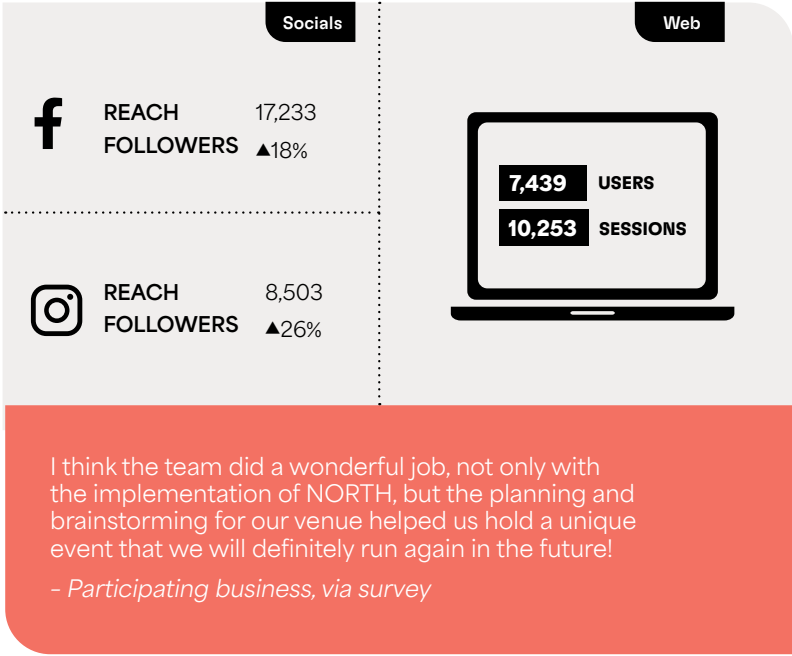 Socials
REACH 17,233
FOLLOWERS ▲18%
REACH 8,503
FOLLOWERS ▲26%
Web
7,439 USERS
10,253 SESSIONS
I think the team did a wonderful job, not only with
the implementation of NORTH, but the planning and
brainstorming for our venue helped us hold a unique
event that we will definitely run again in the future!
– Participating business, via survey